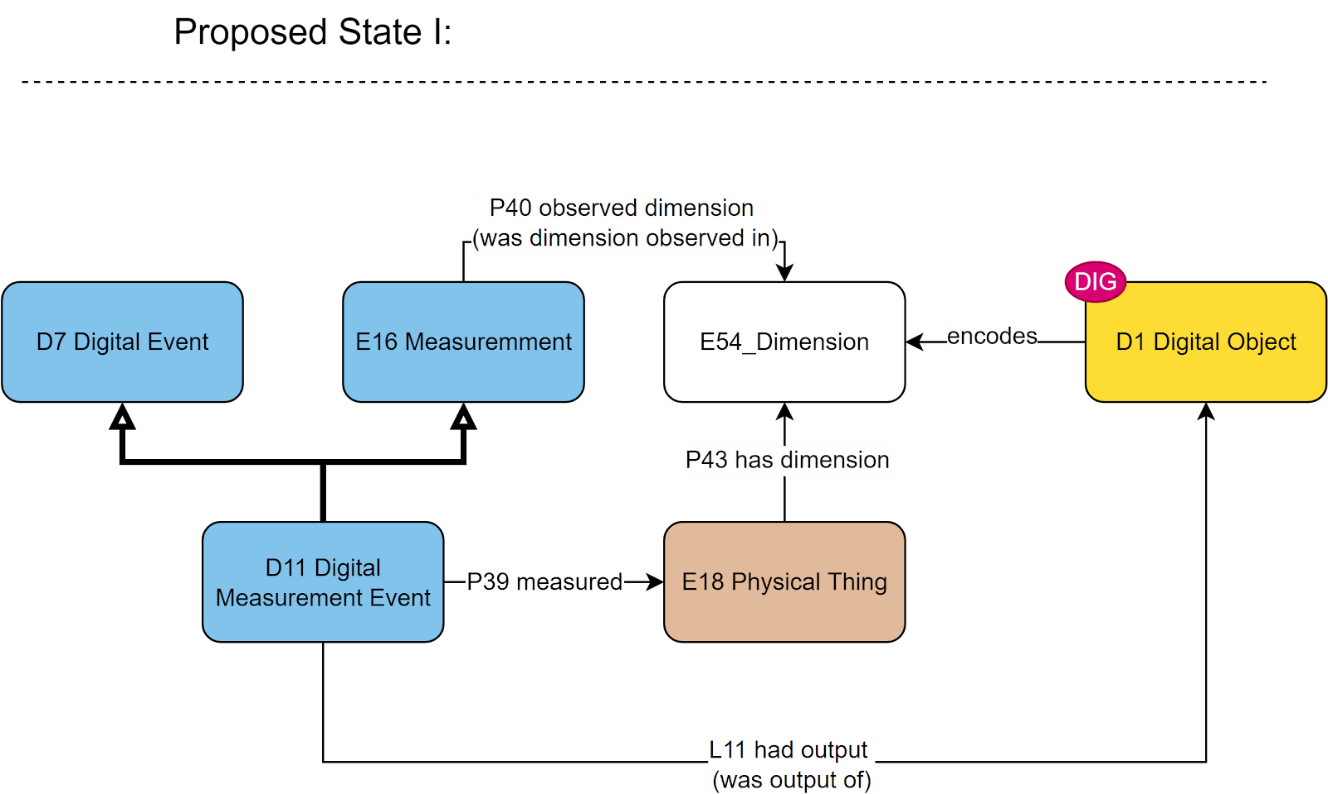 Proposed State I:
P40 observed dimension
(was dimension observed in)
DIG
D7 Digital Event
E16 Measuremment
E54_Dimension
encodes
D1 Digital Object
P43 has dimension
D11 Digital
Measurement Event
P39 measured
E18 Physical Thing
L11 had output
(was output of)